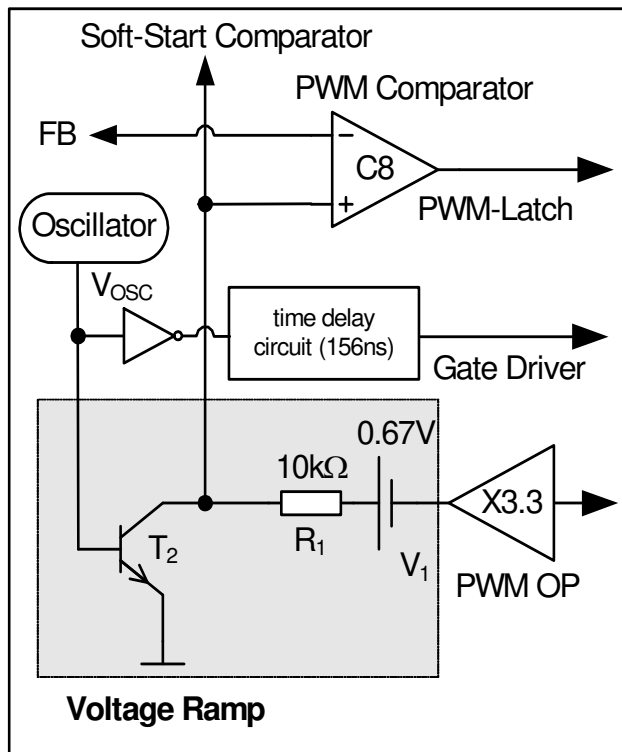 Soft-Start Comparator
PWM Comparator
FB
−
C8
+
PWM-Latch
Oscillator
V_OSC
time delay
circuit (156ns)
Gate Driver
0.67V
10kΩ
X3.3
R₁
T₂
V₁
PWM OP
Voltage Ramp